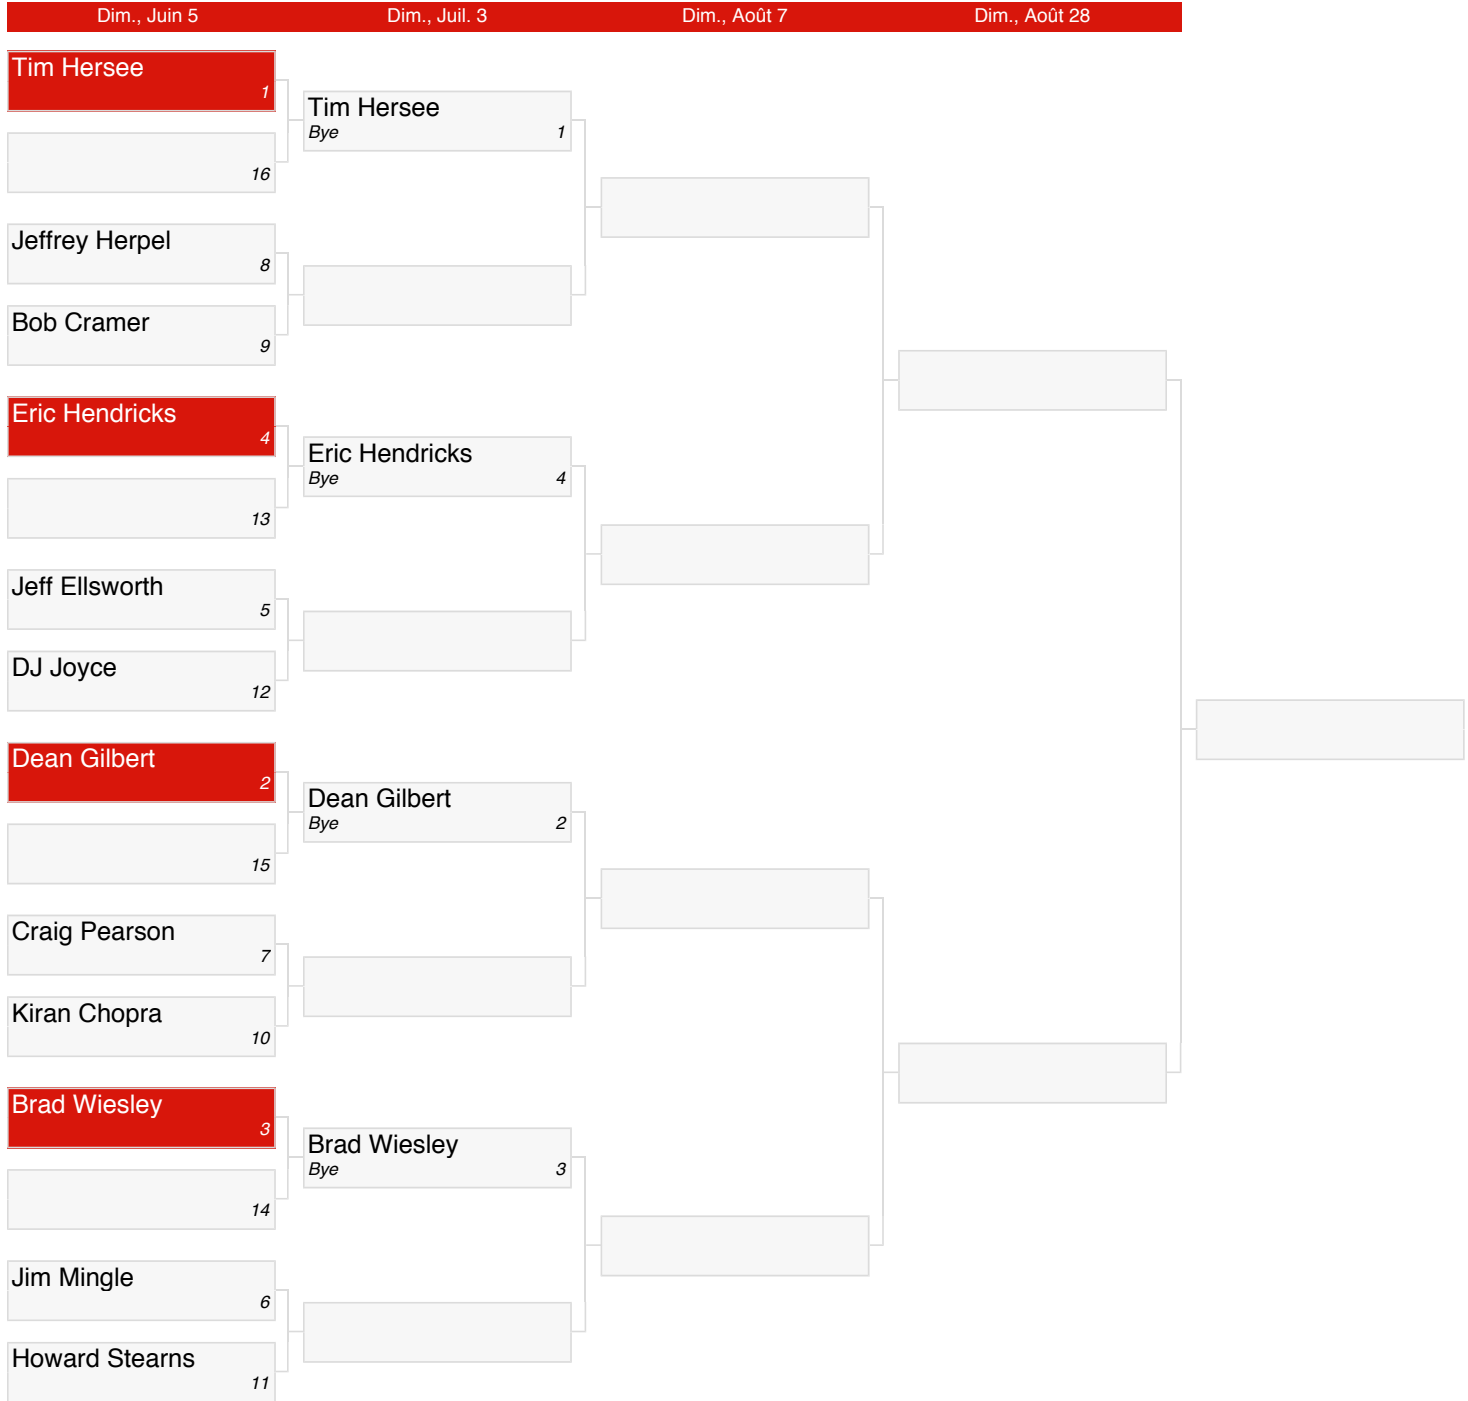 Dim., Juin 5 Dim., Juil. 3 Dim., Août 7 Dim., Août 28
Tim Hersee
1
16
Jeffrey Herpel
8
Bob Cramer
9
Eric Hendricks
4
13
Jeff Ellsworth
5
DJ Joyce
12
Dean Gilbert
2
15
Craig Pearson
7
Kiran Chopra
10
Brad Wiesley
3
14
Jim Mingle
6
Howard Stearns
11
Tim Hersee
Bye 1
Eric Hendricks
Bye 4
Dean Gilbert
Bye 2
Brad Wiesley
Bye 3